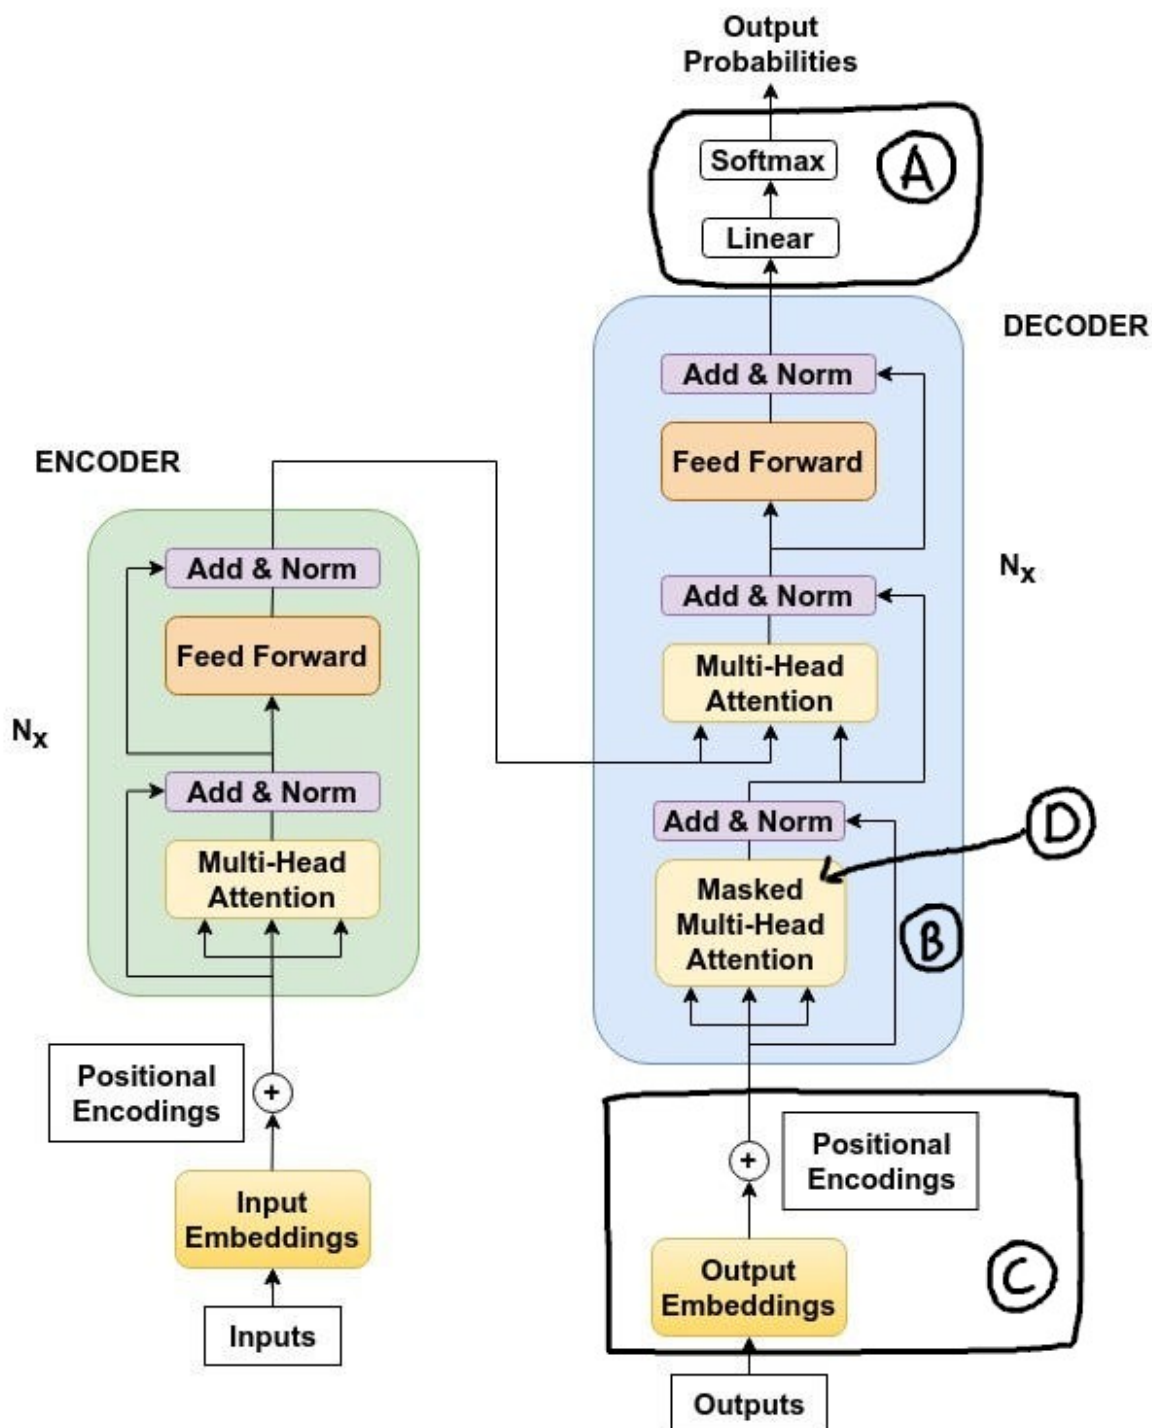 Output
Probabilities
Softmax
A
Linear
DECODER
Add & Norm
Feed Forward
Add & Norm
Nx
Multi-Head
Attention
Add & Norm
D
Masked
Multi-Head
Attention
B
Positional
Encodings
+
Output
Embeddings
C
Outputs
ENCODER
Add & Norm
Feed Forward
Nx
Add & Norm
Multi-Head
Attention
Positional
Encodings
+
Input
Embeddings
Inputs